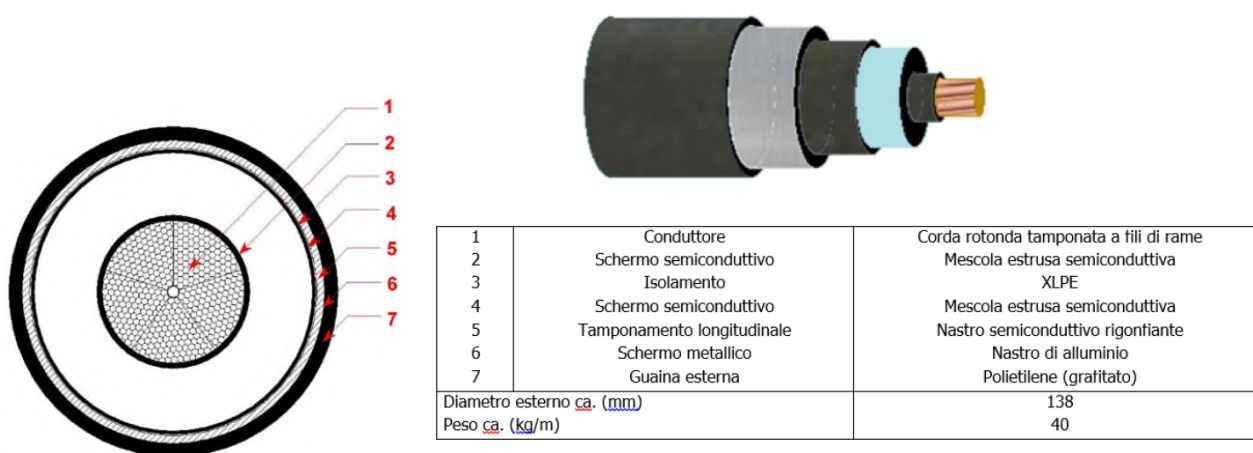 1
2
3
4
5
6
7
1 Conduttore Corda rotonda tamponata a fili di rame
2 Schermo semiconduttivo Mescola estrusa semiconduttiva
3 Isolamento XLPE
4 Schermo semiconduttivo Mescola estrusa semiconduttiva
5 Tamponamento longitudinale Nastro semiconduttivo rigonfiante
6 Schermo metallico Nastro di alluminio
7 Guaina esterna Polietilene (grafitato)
Diametro esterno ca. (mm) 138
Peso ca. (kg/m) 40